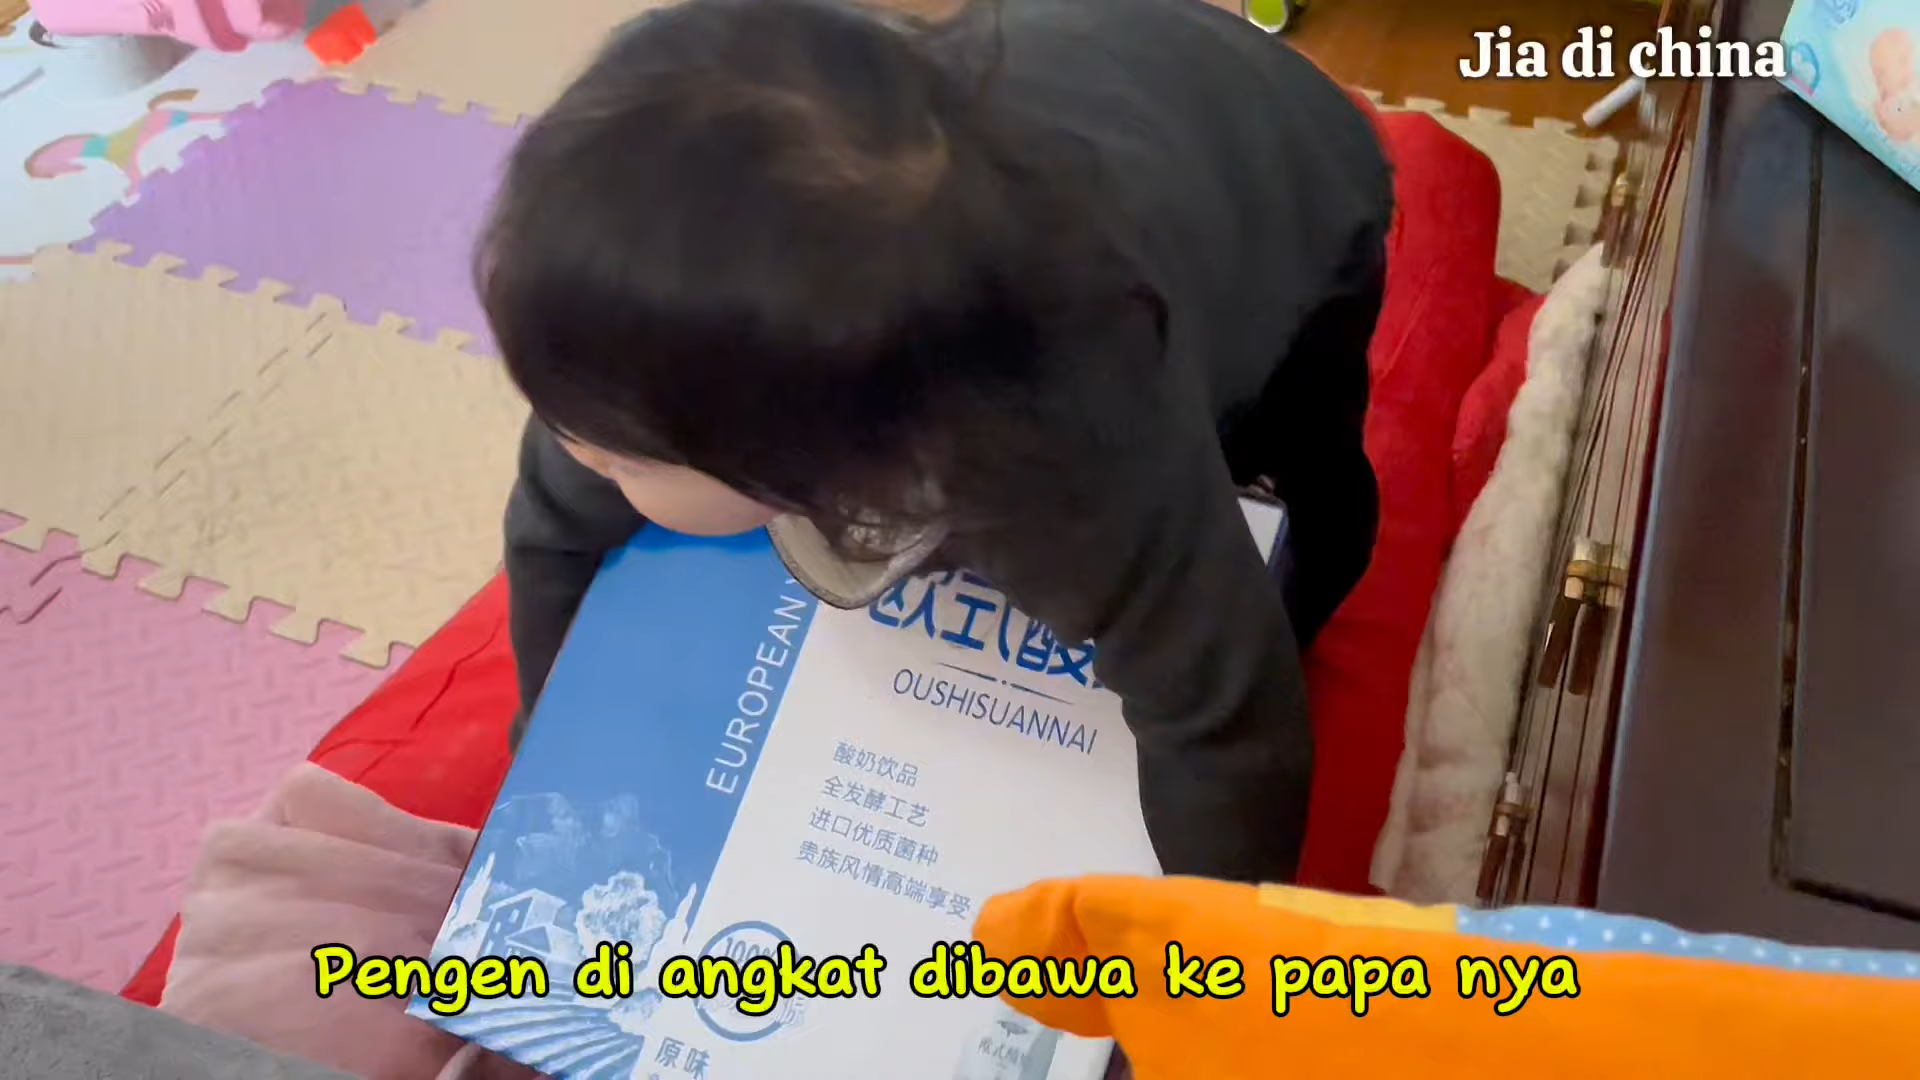 Jia di china
EUROPEAN
OUSHISUANNAI
酸奶饮品
全发酵工艺
进口优质菌种
贵族风情高端享受
100%
原味
Pengen di angkat dibawa ke papa nya